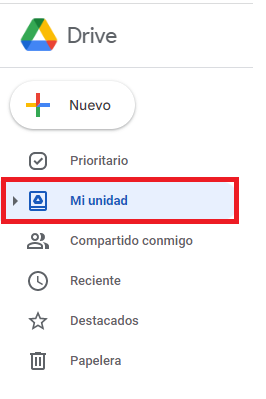 Drive
Nuevo
Prioritario
Mi unidad
Compartido conmigo
Reciente
Destacados
Papelera